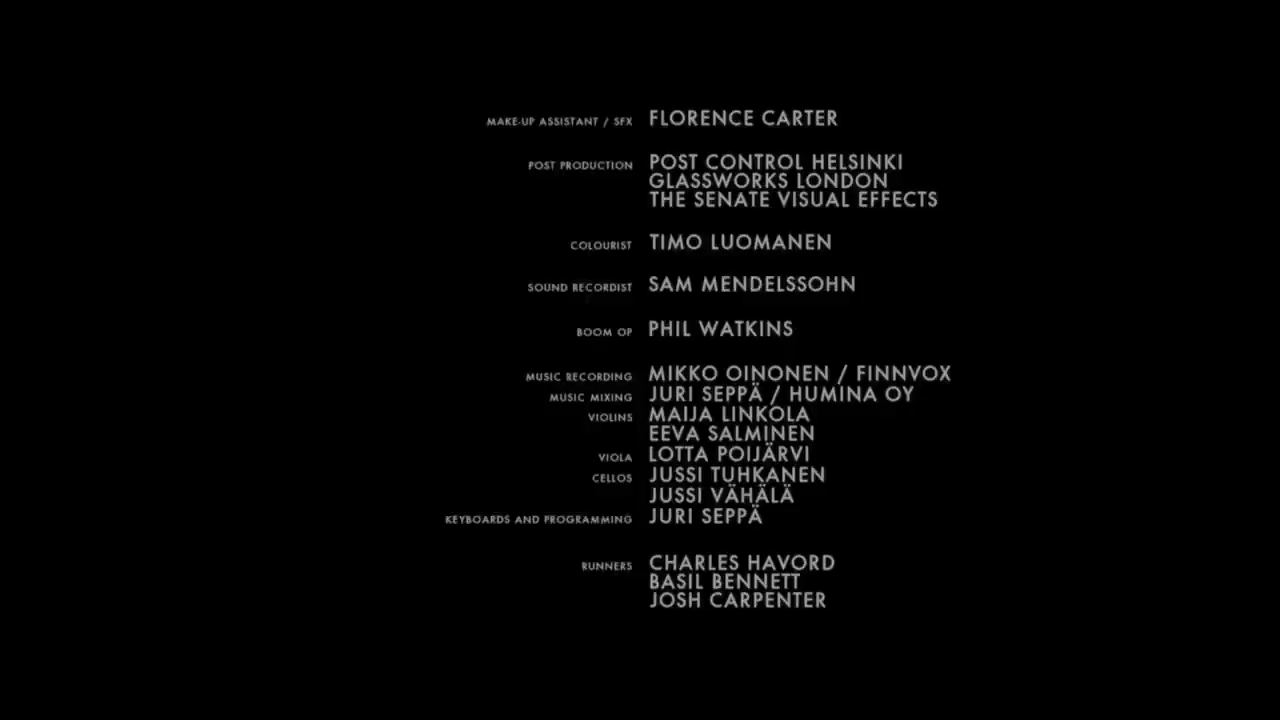 MAKE-UP ASSISTANT / SFX FLORENCE CARTER
POST PRODUCTION POST CONTROL HELSINKI
GLASSWORKS LONDON
THE SENATE VISUAL EFFECTS
COLOURIST TIMO LUOMANEN
SOUND RECORDIST SAM MENDELSSOHN
BOOM OP PHIL WATKINS
MUSIC RECORDING MIKKO OINONEN / FINNVOX
MUSIC MIXING JURI SEPPÄ / HUMINA OY
VIOLINS MAIJA LINKOLA
EEVA SALMINEN
VIOLA LOTTA POIJÄRVI
CELLOS JUSSI TUHKANEN
JUSSI VÄHÄLÄ
KEYBOARDS AND PROGRAMMING JURI SEPPÄ
RUNNERS CHARLES HAVORD
BASIL BENNETT
JOSH CARPENTER